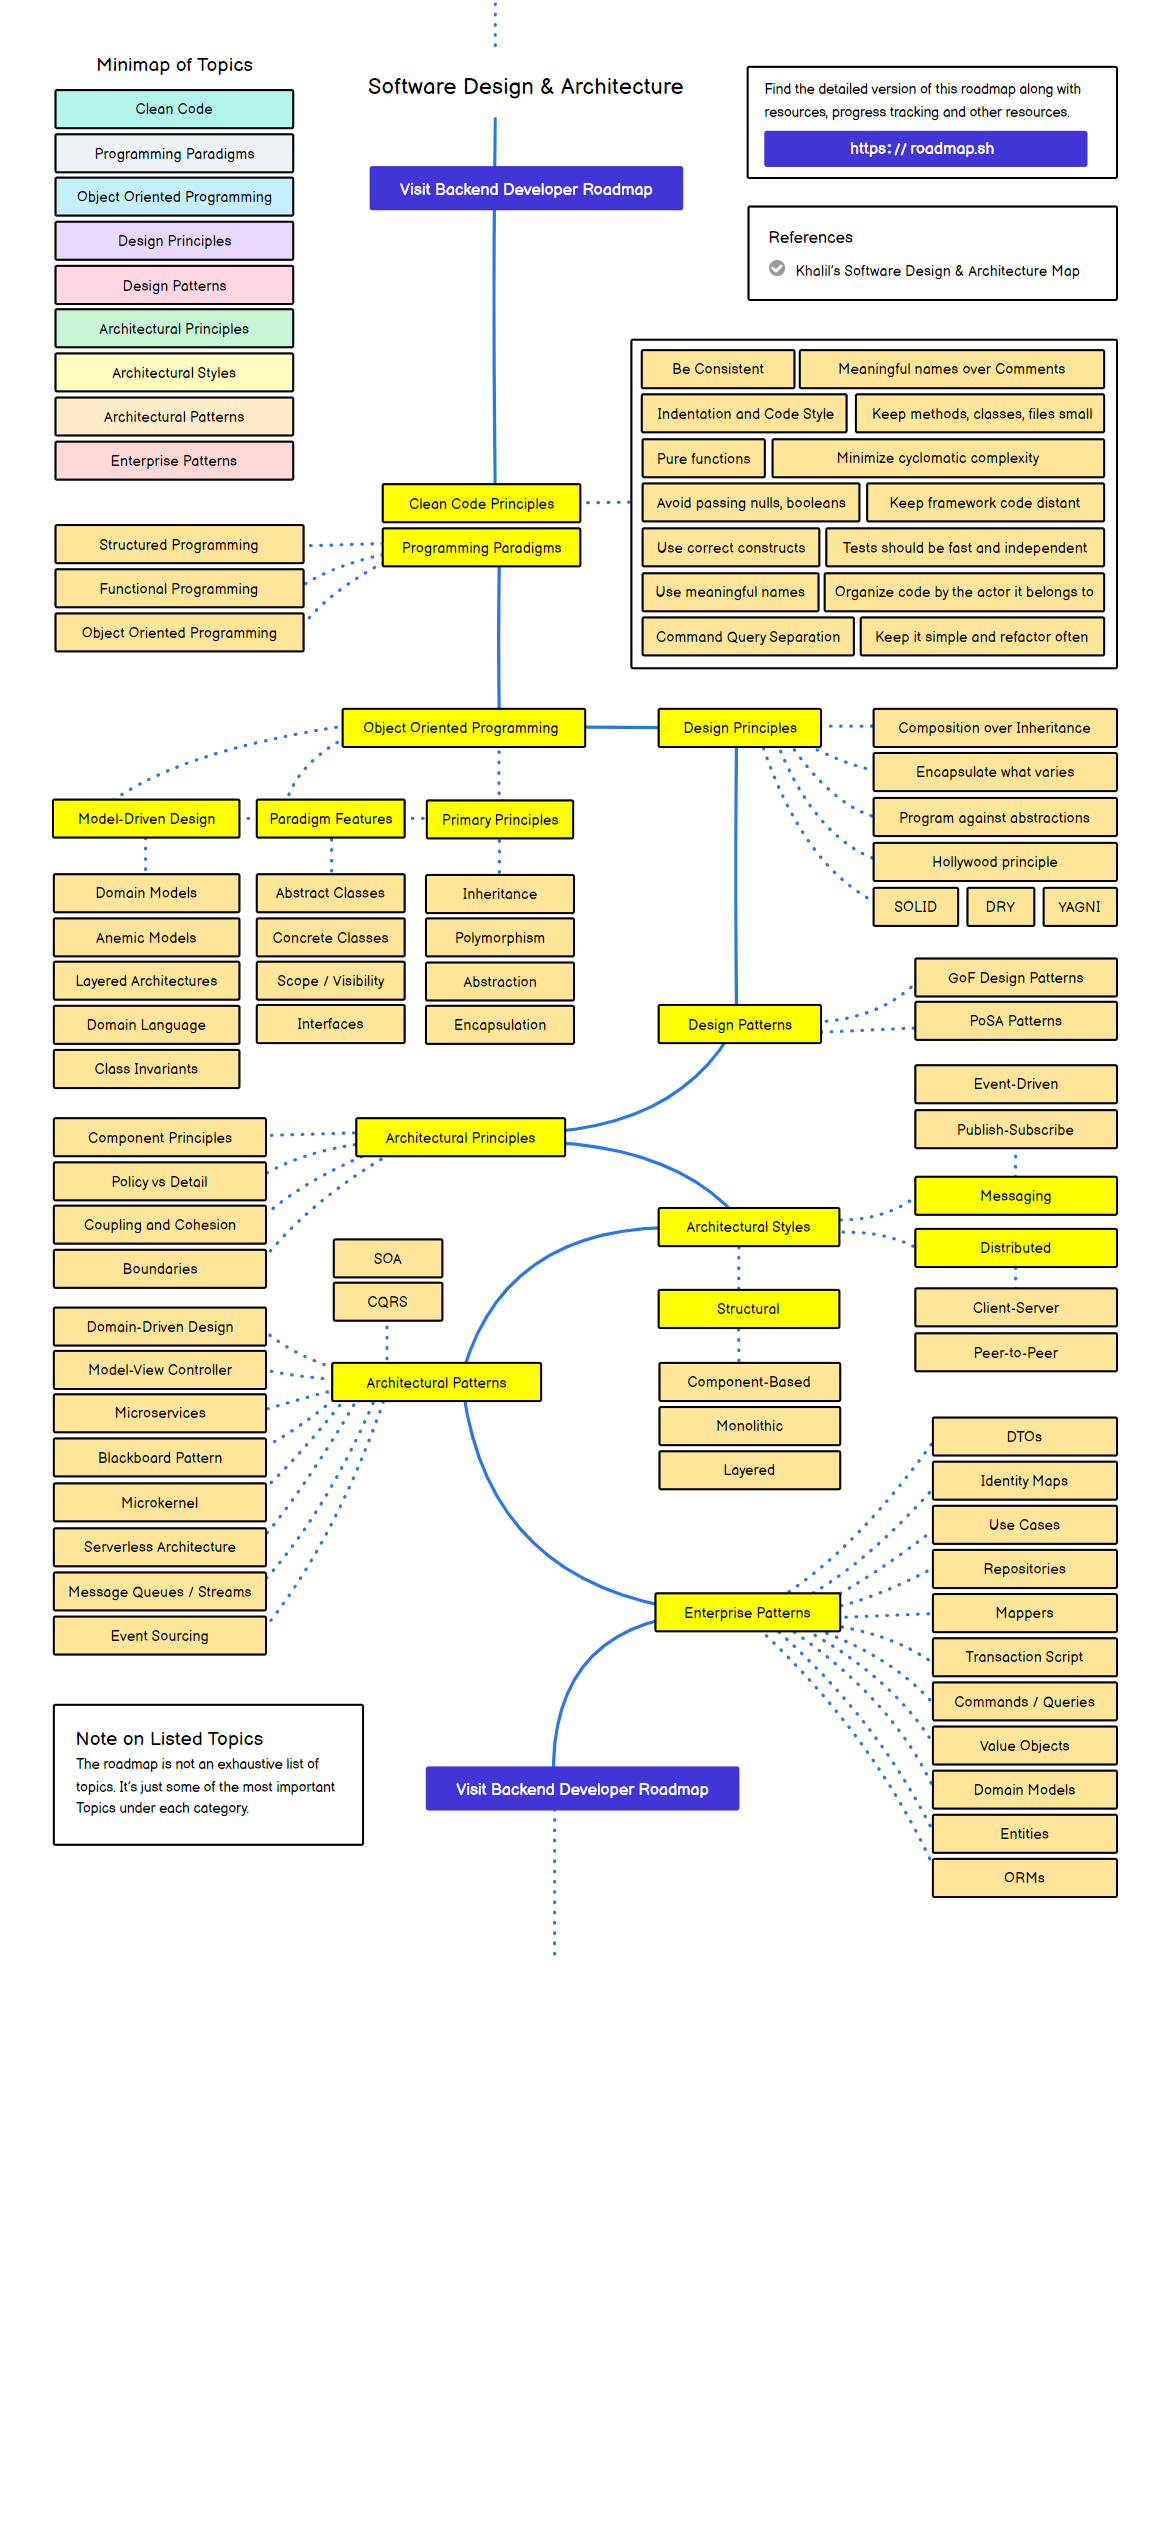 Minimap of Topics
Clean Code
Programming Paradigms
Object Oriented Programming
Design Principles
Design Patterns
Architectural Principles
Architectural Styles
Architectural Patterns
Enterprise Patterns
Software Design & Architecture
Visit Backend Developer Roadmap
Find the detailed version of this roadmap along with
resources, progress tracking and other resources.
https://roadmap.sh
References
Khalil's Software Design & Architecture Map
Clean Code Principles
Be Consistent
Meaningful names over Comments
Indentation and Code Style
Keep methods, classes, files small
Pure functions
Minimize cyclomatic complexity
Avoid passing nulls, booleans
Keep framework code distant
Use correct constructs
Tests should be fast and independent
Use meaningful names
Organize code by the actor it belongs to
Command Query Separation
Keep it simple and refactor often
Programming Paradigms
Structured Programming
Functional Programming
Object Oriented Programming
Object Oriented Programming
Model-Driven Design
Domain Models
Anemic Models
Layered Architectures
Domain Language
Class Invariants
Paradigm Features
Abstract Classes
Concrete Classes
Scope / Visibility
Interfaces
Primary Principles
Inheritance
Polymorphism
Abstraction
Encapsulation
Design Principles
Composition over Inheritance
Encapsulate what varies
Program against abstractions
Hollywood principle
SOLID
DRY
YAGNI
Design Patterns
GoF Design Patterns
PoSA Patterns
Architectural Principles
Component Principles
Policy vs Detail
Coupling and Cohesion
Boundaries
Architectural Styles
Event-Driven
Publish-Subscribe
Messaging
Distributed
Client-Server
Peer-to-Peer
Structural
Component-Based
Monolithic
Layered
SOA
CQRS
Architectural Patterns
Domain-Driven Design
Model-View Controller
Microservices
Blackboard Pattern
Microkernel
Serverless Architecture
Message Queues / Streams
Event Sourcing
Enterprise Patterns
DTOs
Identity Maps
Use Cases
Repositories
Mappers
Transaction Script
Commands / Queries
Value Objects
Domain Models
Entities
ORMs
Note on Listed Topics
The roadmap is not an exhaustive list of
topics. It's just some of the most important
Topics under each category.
Visit Backend Developer Roadmap